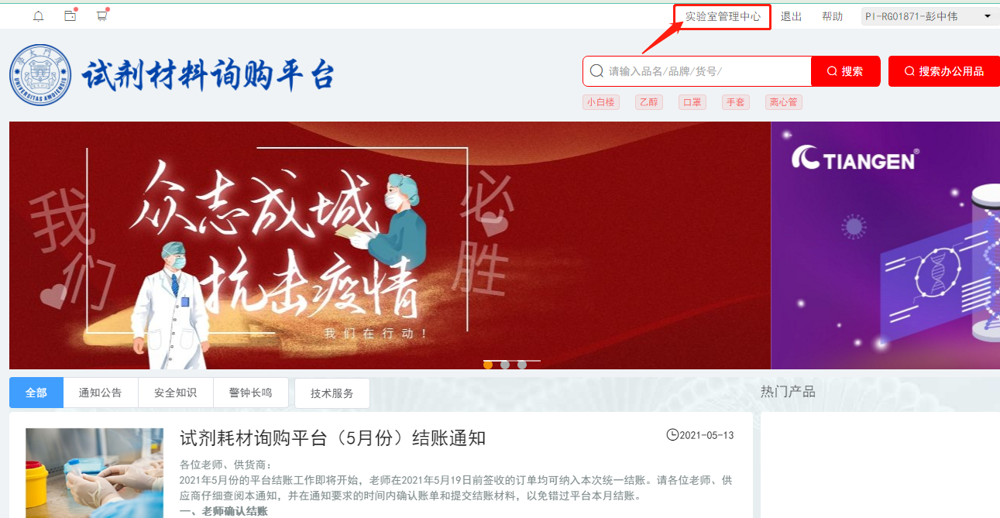 实验室管理中心 退出 帮助 PI-RG01871-彭中伟
厦門大學
UNIVERSITAS AMOIENSIS
试剂材料询购平台
请输入品名/品牌/货号/ 搜索 搜索办公用品
小白楼 乙醇 口罩 手套 离心管
我们
众志成城
抗击疫情
必胜
我们在行动！
TIANGEN®
全部 通知公告 安全知识 警钟长鸣 技术服务
热门产品
试剂耗材询购平台（5月份）结账通知
2021-05-13
各位老师、供货商：
2021年5月份的平台结账工作即将开始，老师在2021年5月19日前签收的订单均可纳入本次统一结账。请各位老师、供
应商仔细查阅本通知，并在通知要求的时间内确认账单和提交结账材料，以免错过平台本月结账。
一、老师确认结账